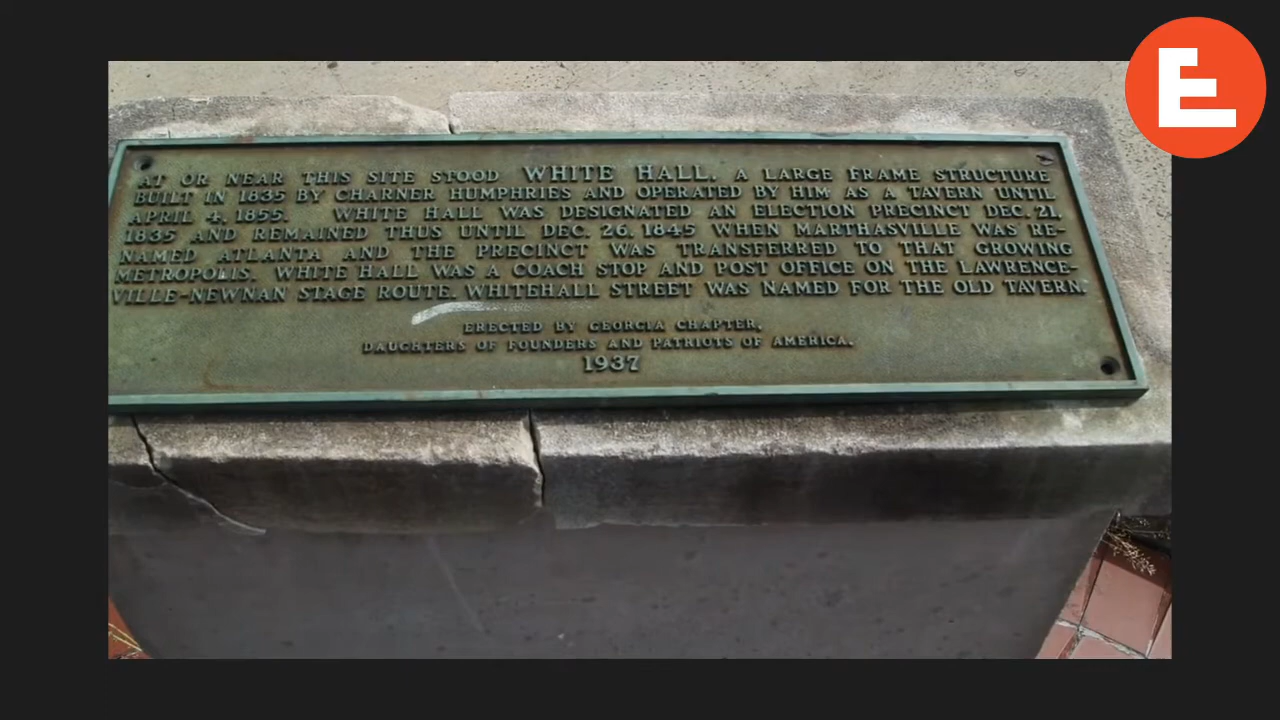 E
AT OR NEAR THIS SITE STOOD WHITE HALL, A LARGE FRAME STRUCTURE
BUILT IN 1835 BY CHARNER HUMPHRIES AND OPERATED BY HIM AS A TAVERN UNTIL
APRIL 4, 1855. WHITE HALL WAS DESIGNATED AN ELECTION PRECINCT DEC. 21,
1835 AND REMAINED THUS UNTIL DEC. 26, 1845 WHEN MARTHASVILLE WAS RE-
NAMED ATLANTA AND THE PRECINCT WAS TRANSFERRED TO THAT GROWING
METROPOLIS. WHITE HALL WAS A COACH STOP AND POST OFFICE ON THE LAWRENCE-
VILLE-NEWNAN STAGE ROUTE. WHITEHALL STREET WAS NAMED FOR THE OLD TAVERN.
ERECTED BY GEORGIA CHAPTER,
DAUGHTERS OF FOUNDERS AND PATRIOTS OF AMERICA.
1937